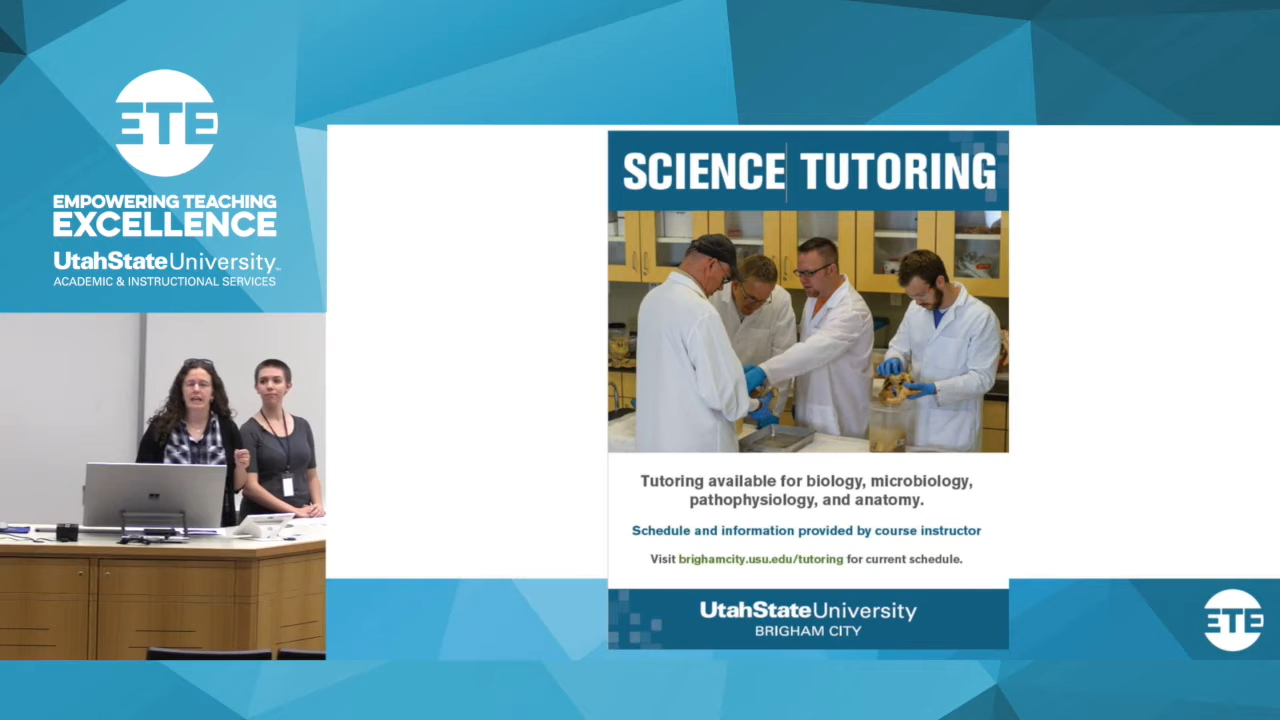 ETE
EMPOWERING TEACHING
EXCELLENCE
UtahStateUniversity
ACADEMIC & INSTRUCTIONAL SERVICES
SCIENCE TUTORING
Tutoring available for biology, microbiology,
pathophysiology, and anatomy.
Schedule and information provided by course instructor
Visit brighamcity.usu.edu/tutoring for current schedule.
UtahStateUniversity
BRIGHAM CITY
ETE